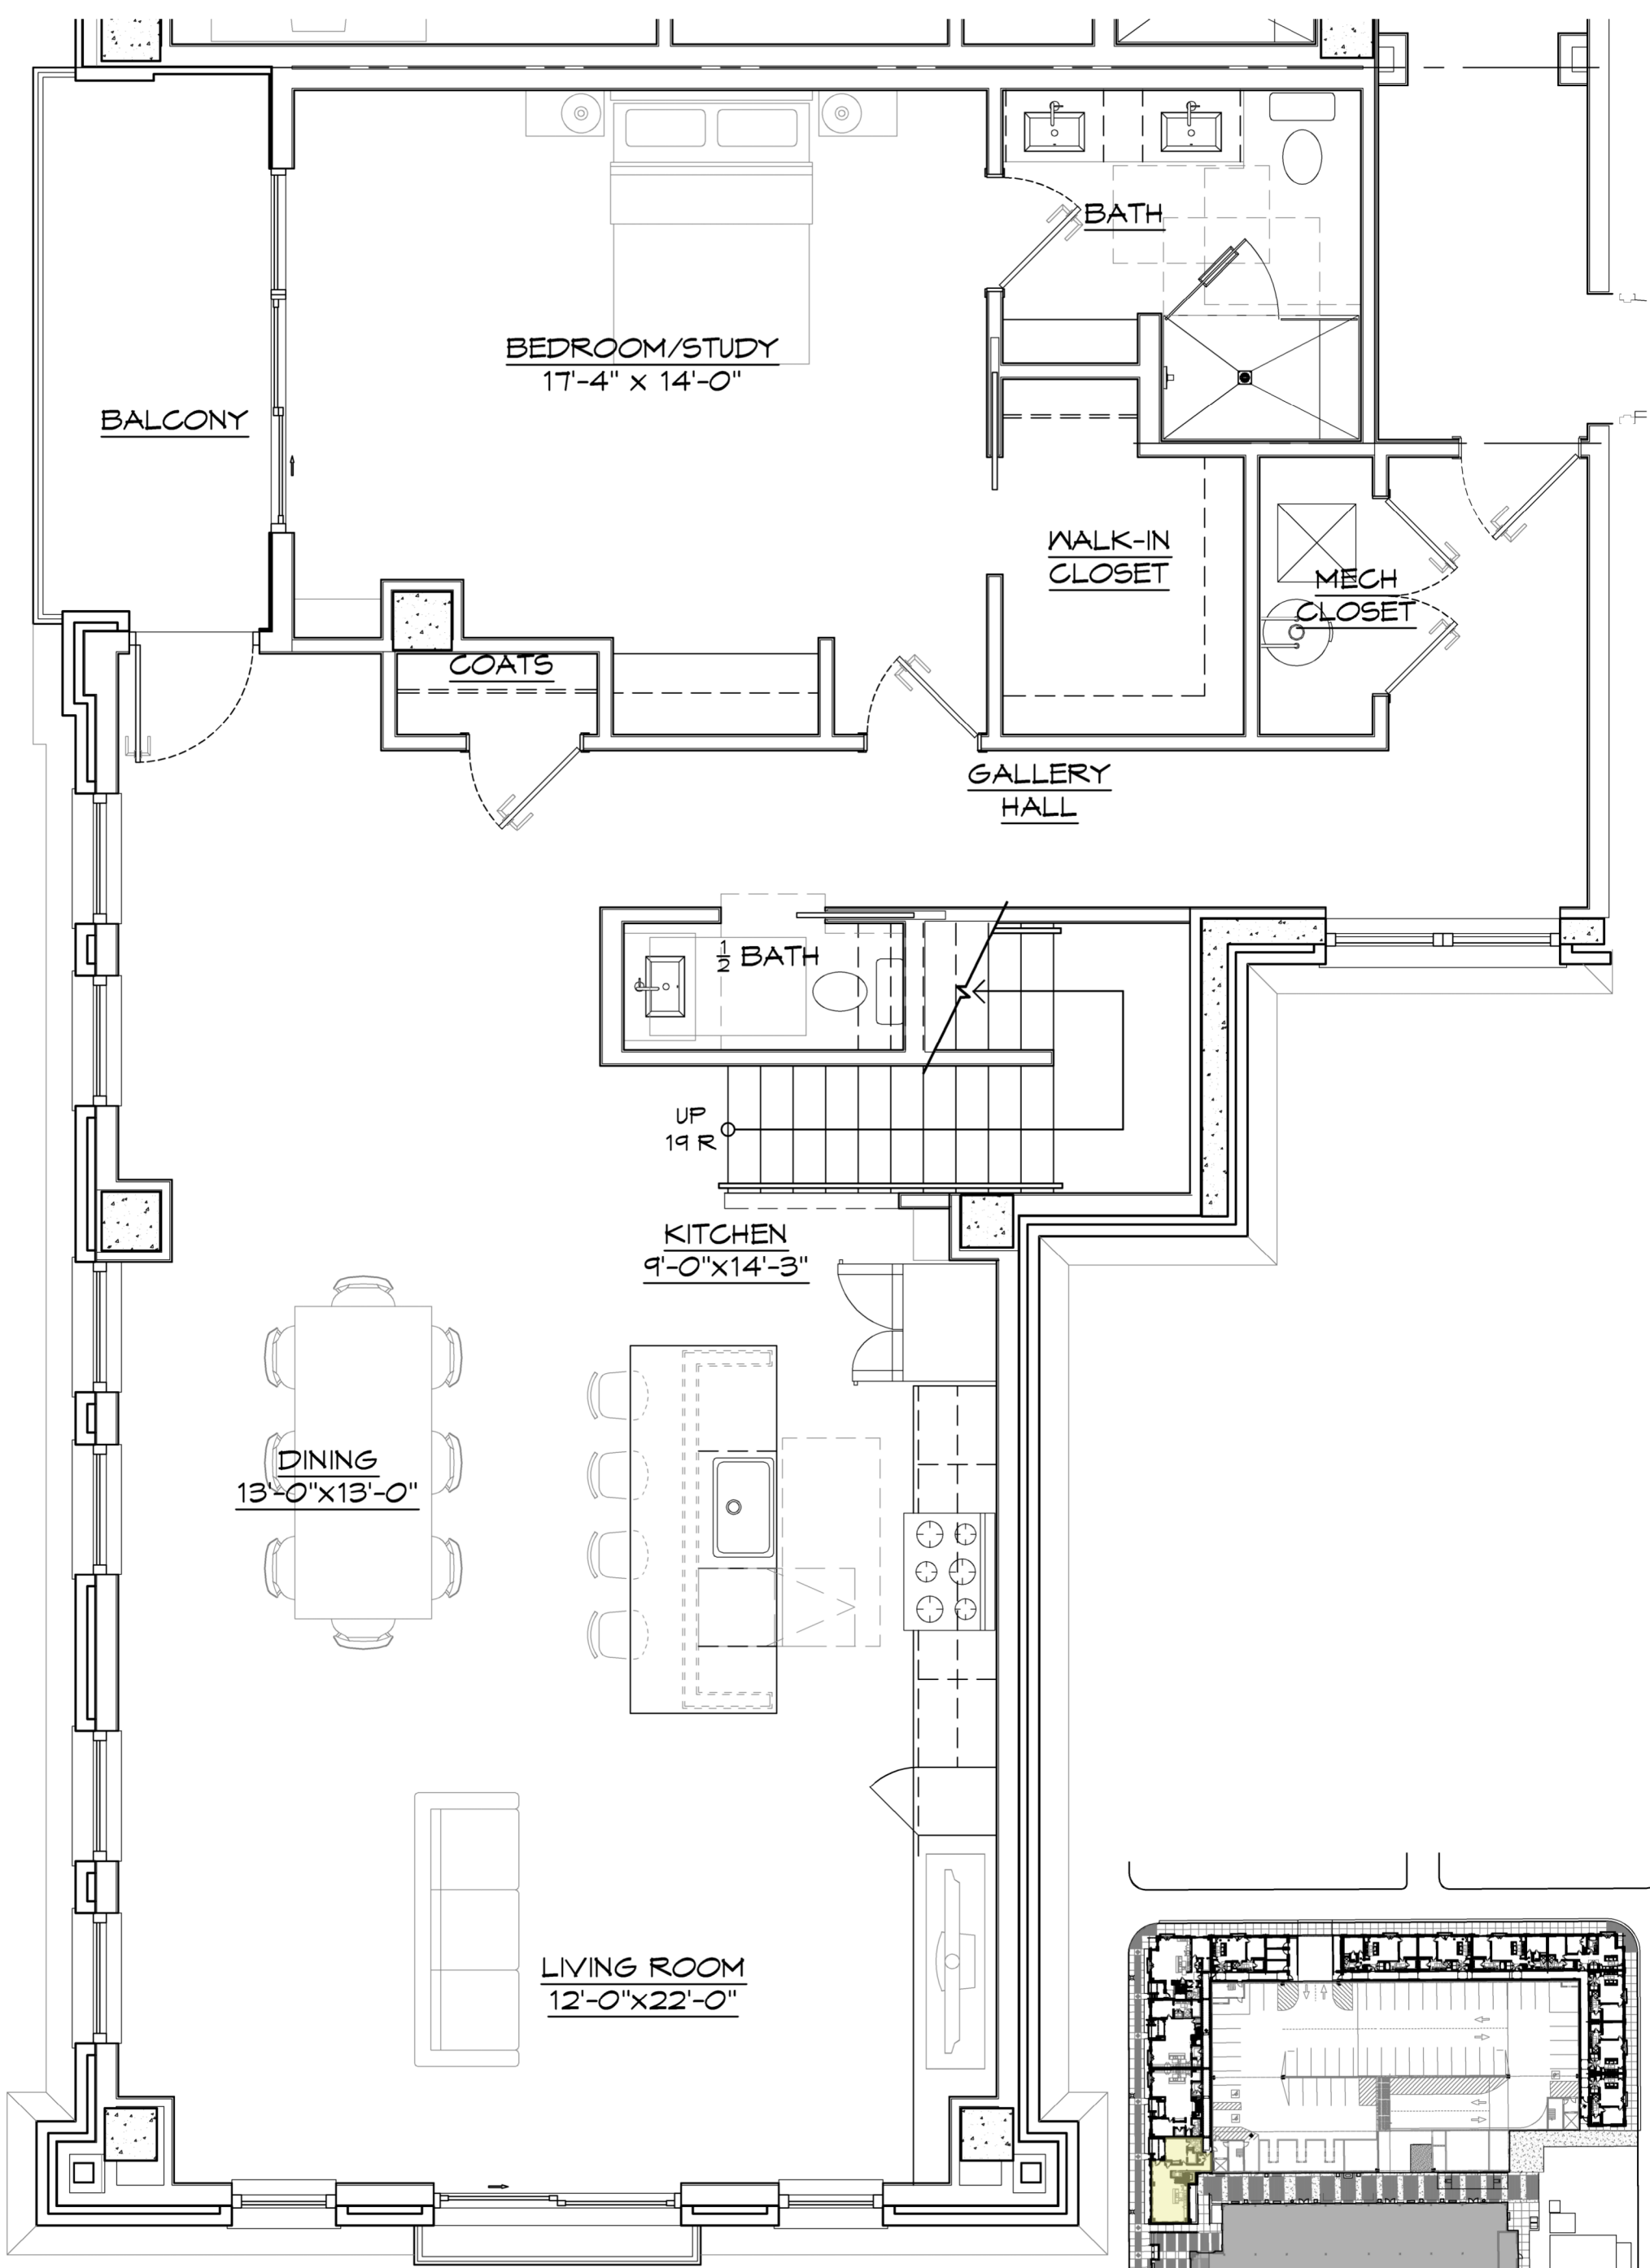 BATH
BEDROOM/STUDY
17'-4" x 14'-0"
BALCONY
WALK-IN
CLOSET
MECH
CLOSET
COATS
GALLERY
HALL
1/2 BATH
UP
19 R
KITCHEN
9'-0"x14'-3"
DINING
13'-0"x13'-0"
LIVING ROOM
12'-0"x22'-0"